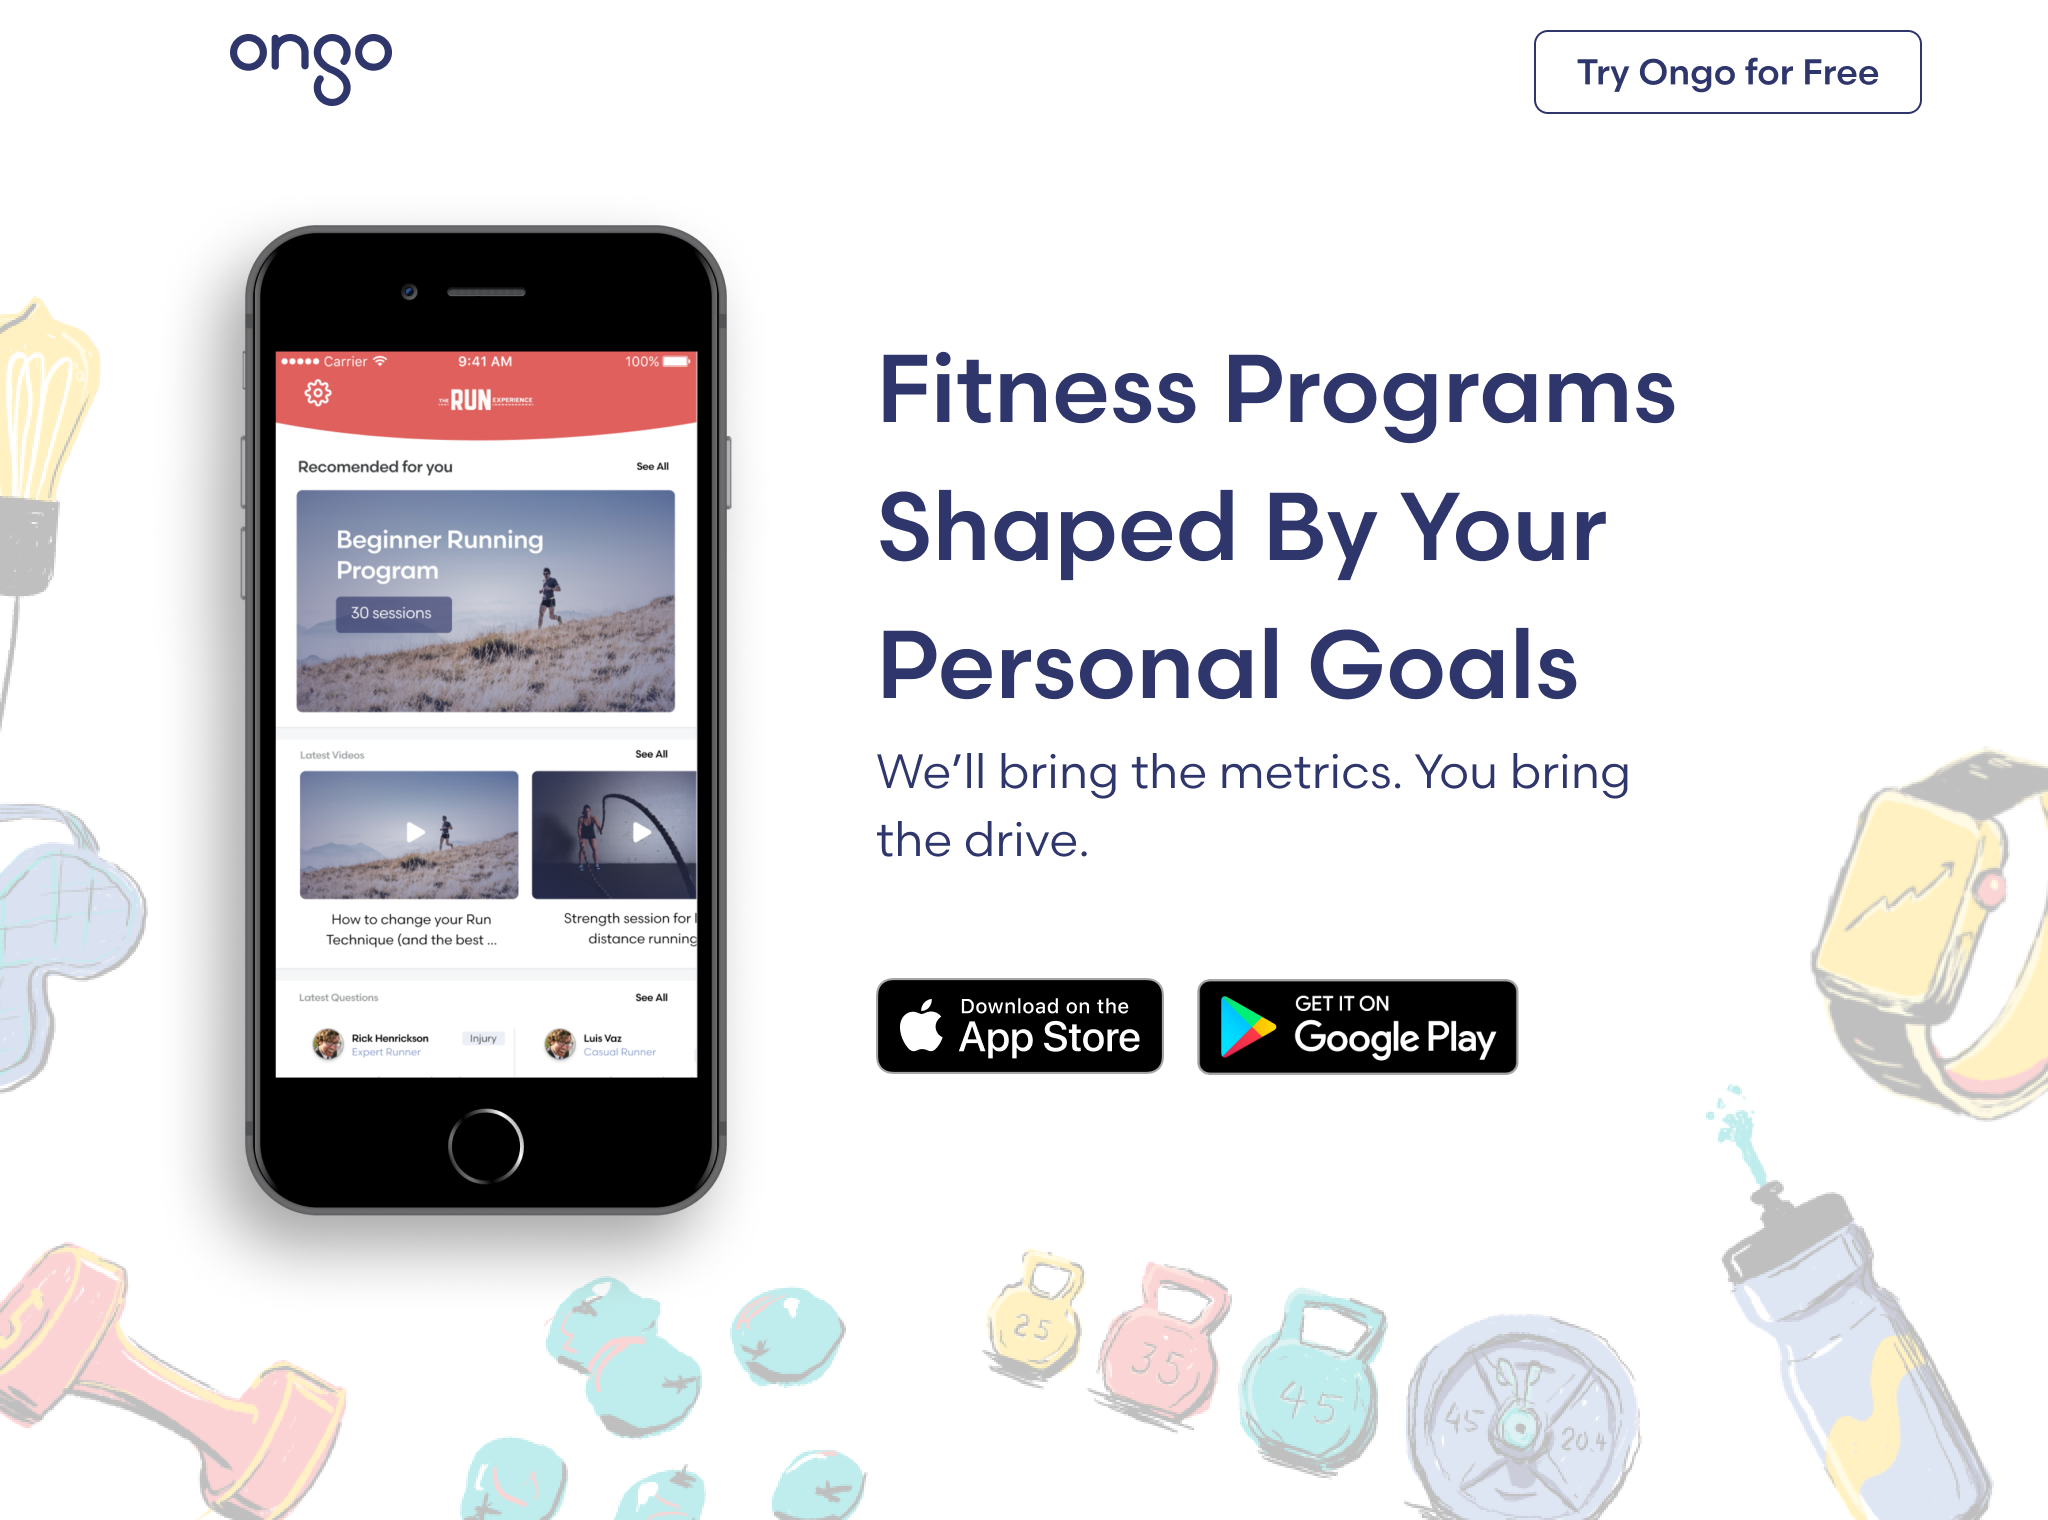 ongo
Try Ongo for Free
Carrier 9:41 AM 100%
THE RUN EXPERIENCE
Recomended for you See All
Beginner Running
Program
30 sessions
Latest Videos See All
How to change your Run
Technique (and the best ...
Strength session for l
distance running
Latest Questions See All
Rick Henrickson Injury
Expert Runner
Luis Vaz
Casual Runner
Fitness Programs
Shaped By Your
Personal Goals
We’ll bring the metrics. You bring
the drive.
Download on the
App Store
GET IT ON
Google Play
5
25
35
45
45 20.4